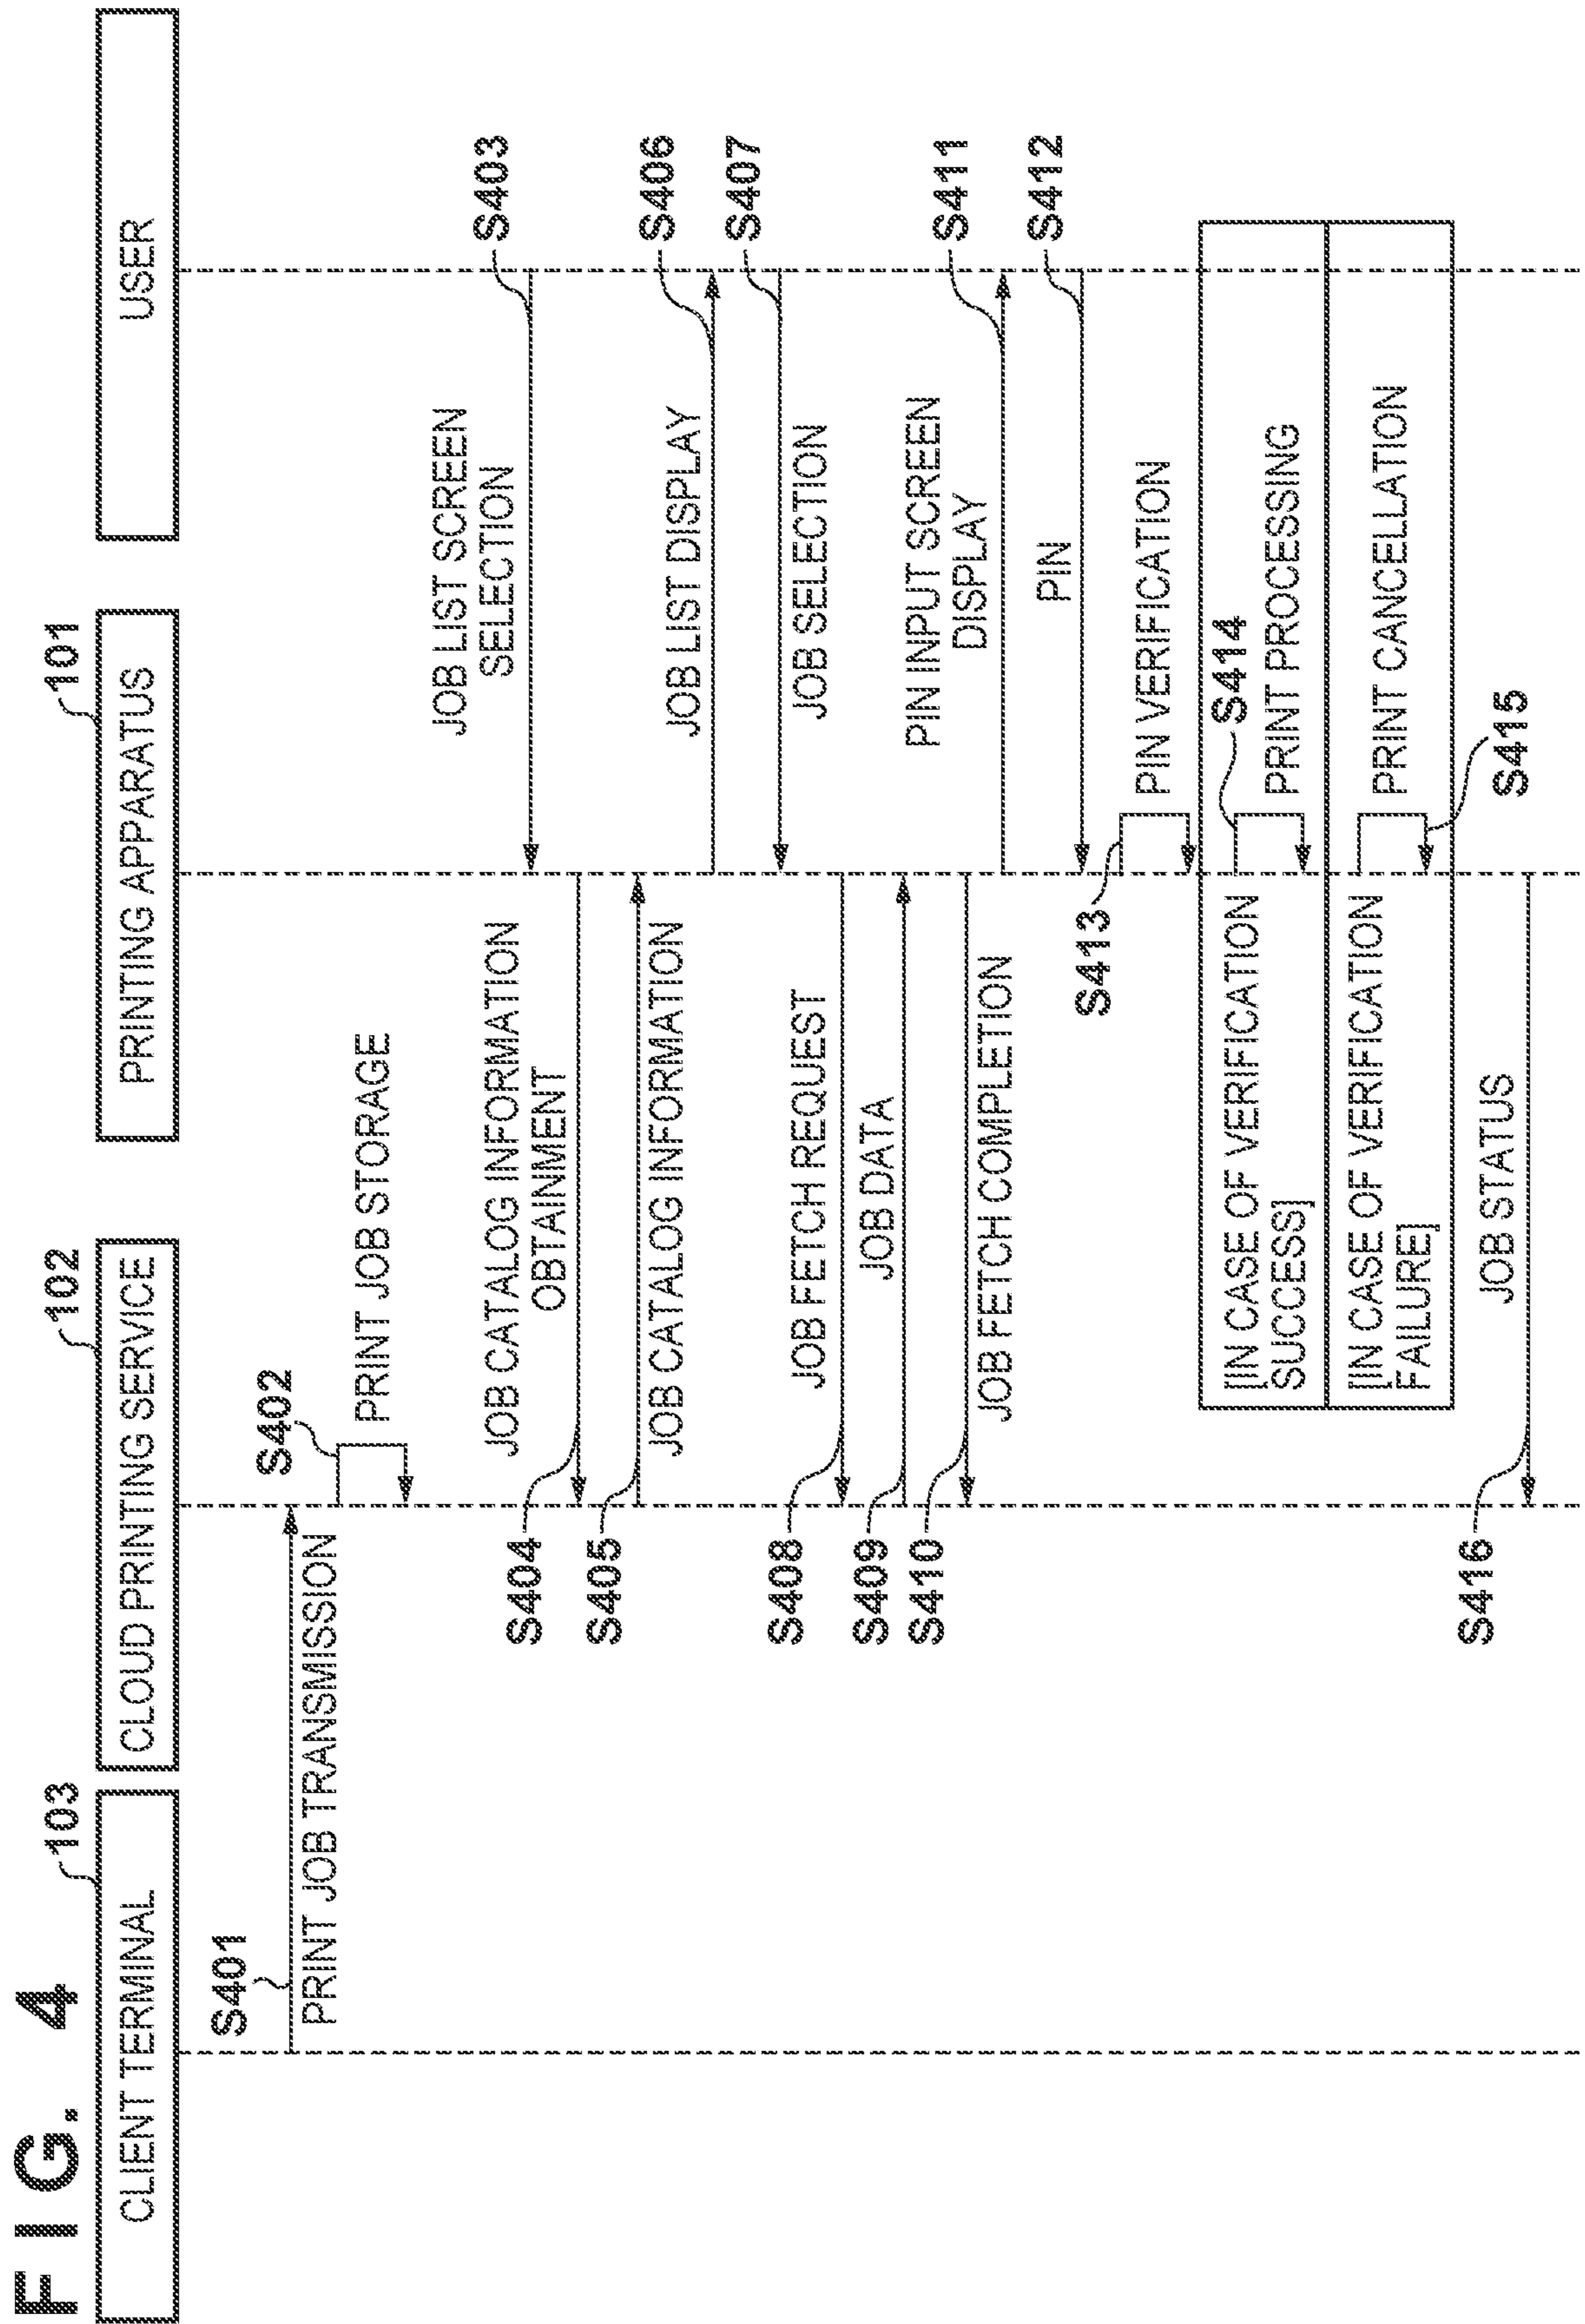 FIG. 4
103
CLIENT TERMINAL
102
CLOUD PRINTING SERVICE
101
PRINTING APPARATUS
USER
S401
PRINT JOB TRANSMISSION
S402
PRINT JOB STORAGE
JOB LIST SCREEN
SELECTION
S403
S404
JOB CATALOG INFORMATION
OBTAINMENT
S405
JOB CATALOG INFORMATION
JOB LIST DISPLAY
S406
S407
JOB SELECTION
S408
JOB FETCH REQUEST
S409
JOB DATA
S410
JOB FETCH COMPLETION
PIN INPUT SCREEN
DISPLAY
S411
PIN
S412
S413
PIN VERIFICATION
[IN CASE OF VERIFICATION
SUCCESS]
S414
PRINT PROCESSING
[IN CASE OF VERIFICATION
FAILURE]
PRINT CANCELLATION
S415
S416
JOB STATUS